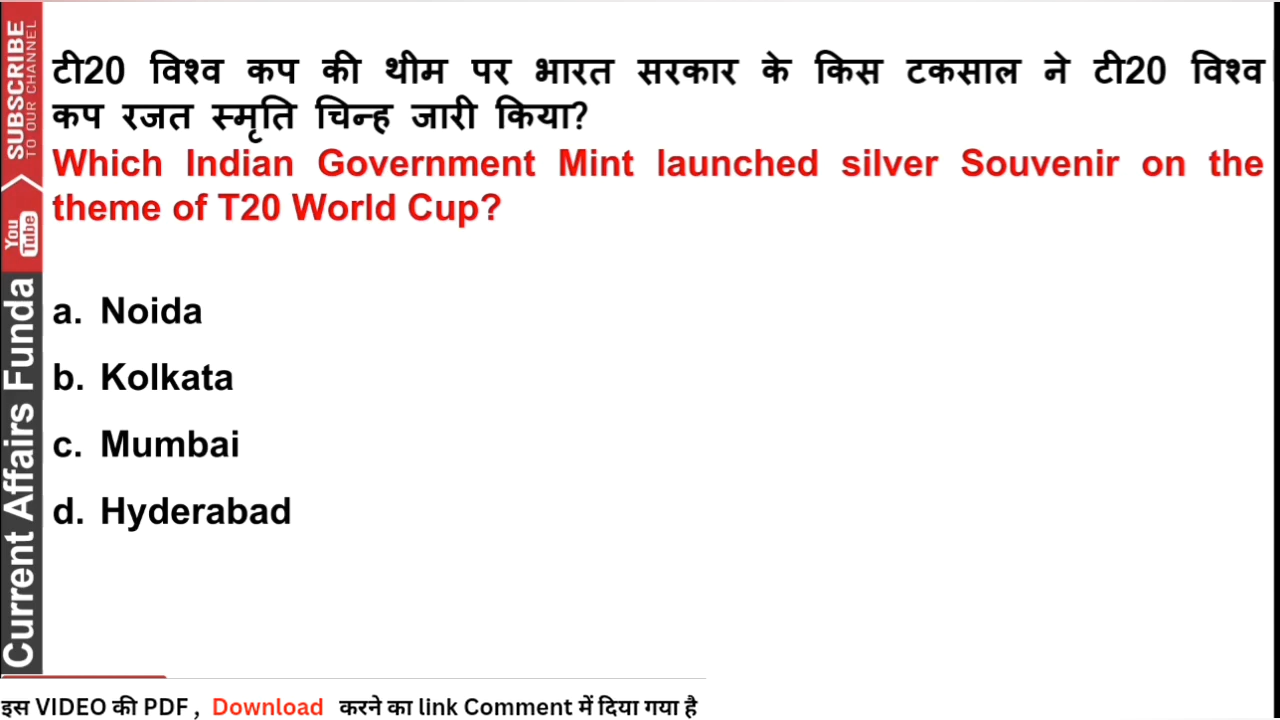 टी20 विश्व कप की थीम पर भारत सरकार के किस टकसाल ने टी20 विश्व
कप रजत स्मृति चिन्ह जारी किया?
Which Indian Government Mint launched silver Souvenir on the
theme of T20 World Cup?
a. Noida
b. Kolkata
c. Mumbai
d. Hyderabad
SUBSCRIBE
TO OUR CHANNEL
You
Tube
Current Affairs Funda
इस VIDEO की PDF , Download करने का link Comment में दिया गया है